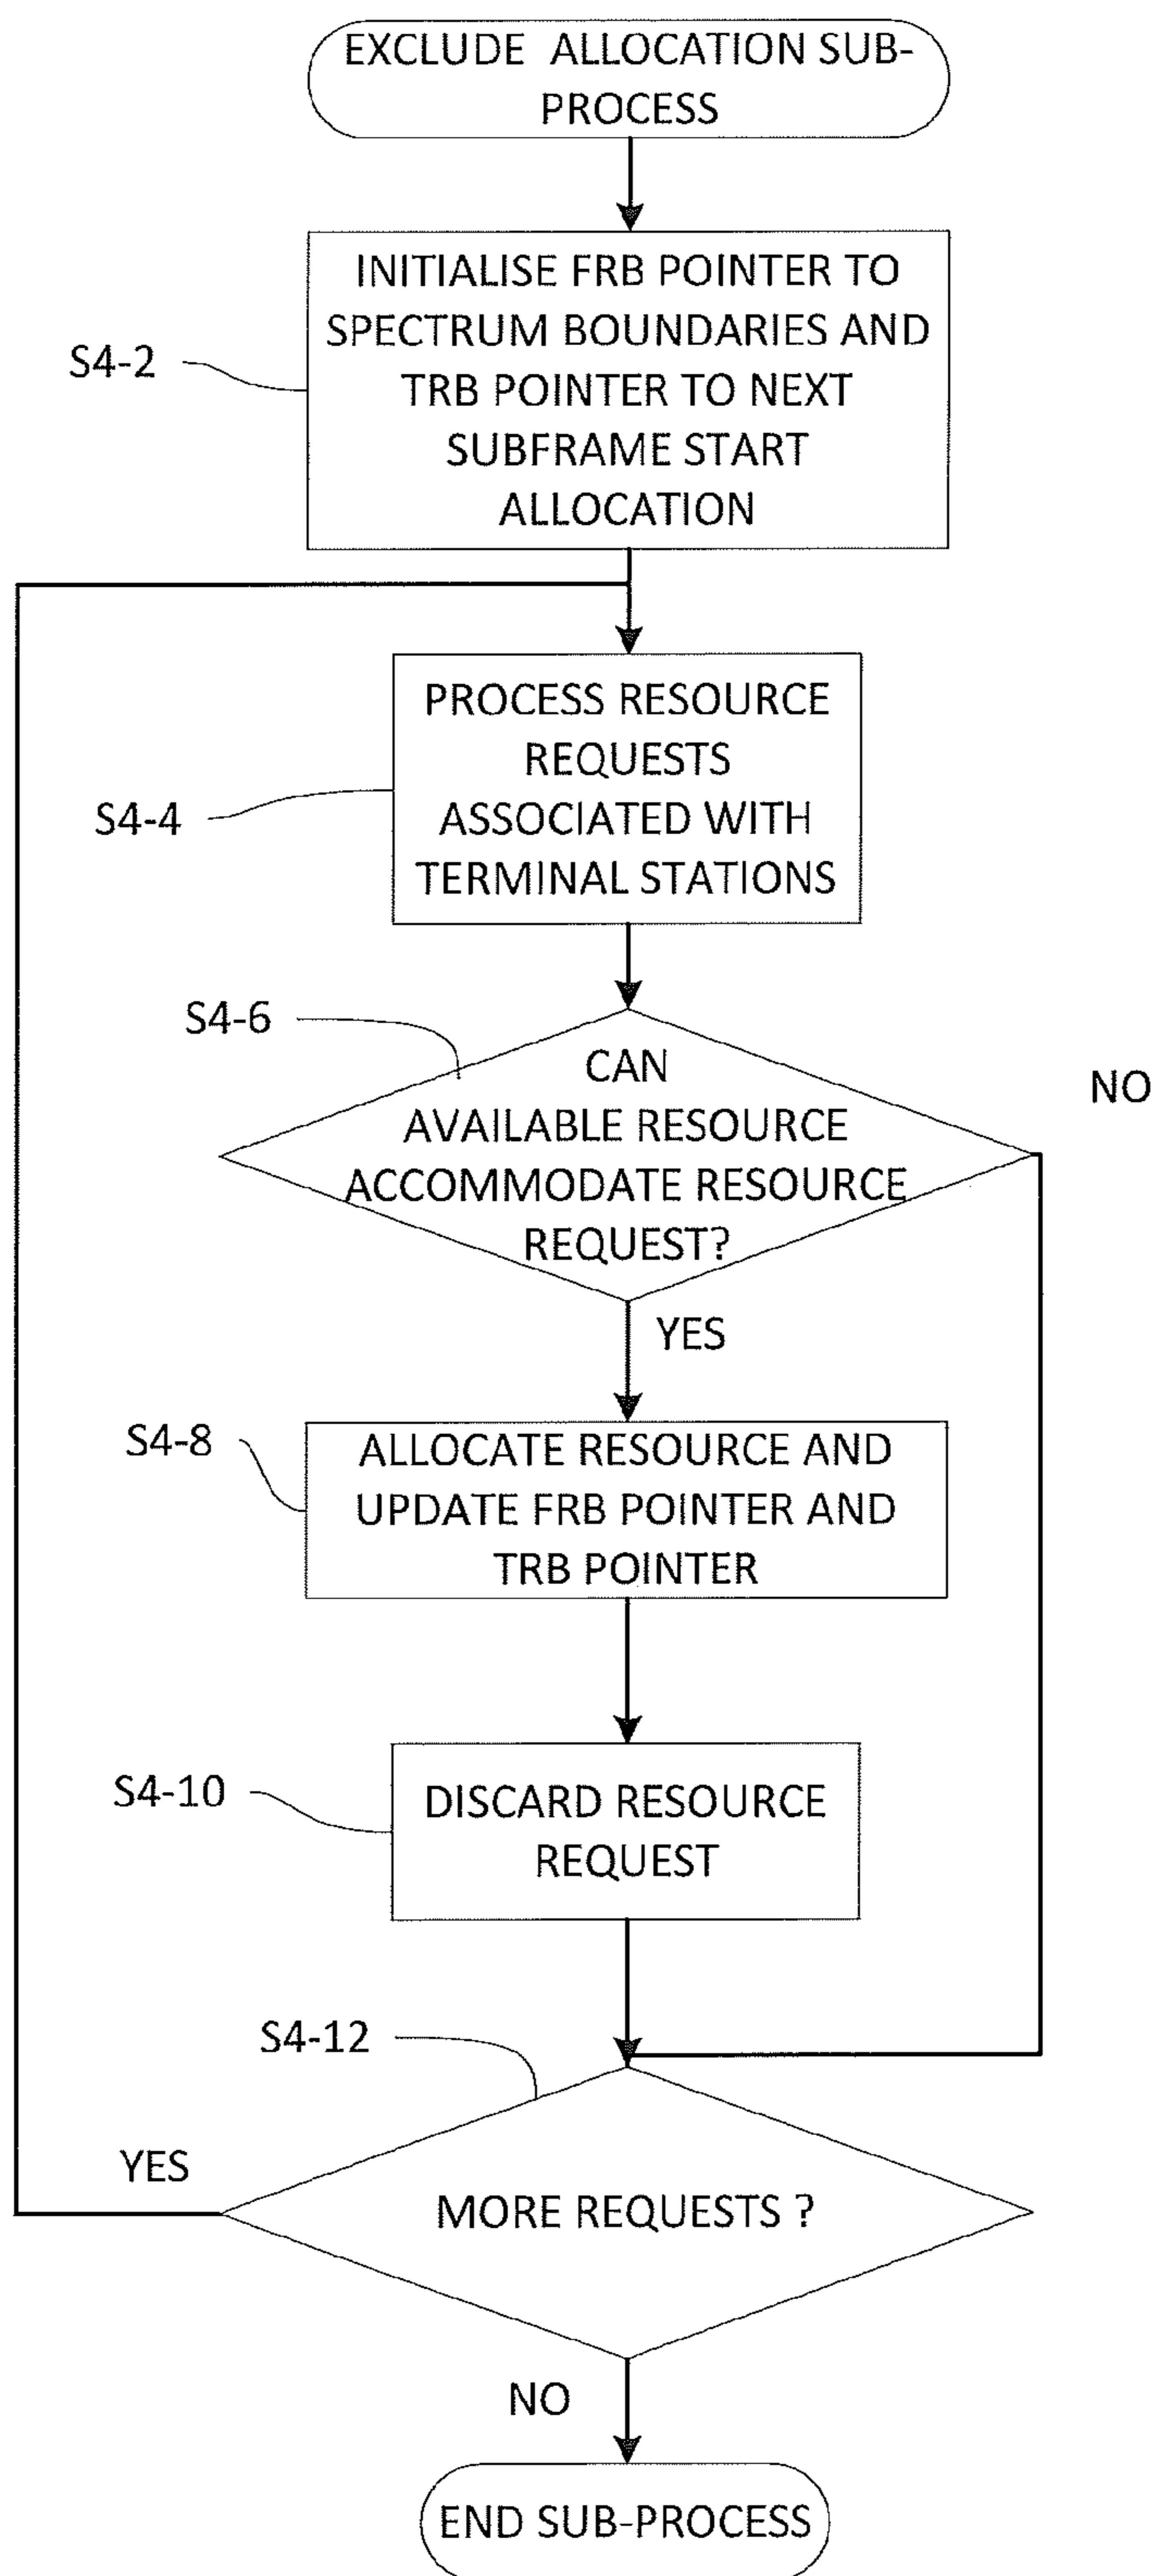 EXCLUDE ALLOCATION SUB-
PROCESS
INITIALISE FRB POINTER TO
SPECTRUM BOUNDARIES AND
TRB POINTER TO NEXT
SUBFRAME START
ALLOCATION
S4-2
PROCESS RESOURCE
REQUESTS
ASSOCIATED WITH
TERMINAL STATIONS
S4-4
S4-6
CAN
AVAILABLE RESOURCE
ACCOMMODATE RESOURCE
REQUEST?
NO
YES
S4-8
ALLOCATE RESOURCE AND
UPDATE FRB POINTER AND
TRB POINTER
S4-10
DISCARD RESOURCE
REQUEST
S4-12
YES
MORE REQUESTS ?
NO
END SUB-PROCESS